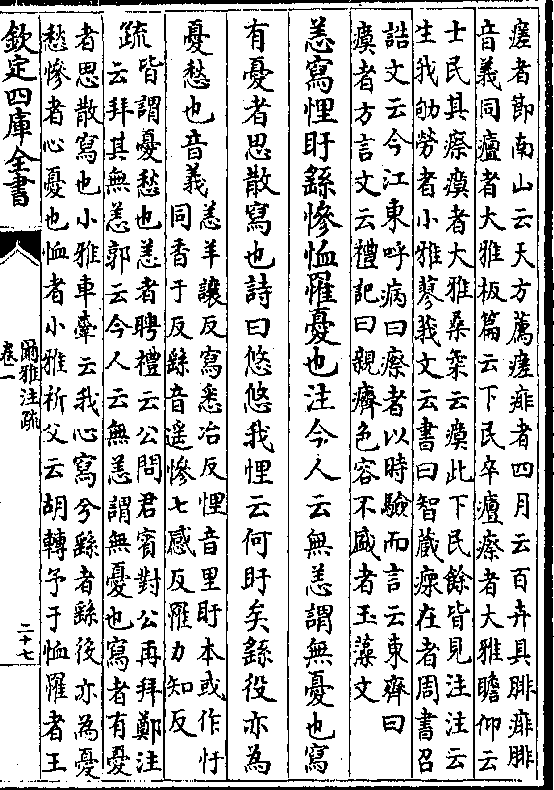 瘥者節南山云天方薦瘥痱者四月云百卉具腓痱腓
音義同癉者大雅板篇云下民卒癉瘵者大雅瞻仰云
士民其瘵瘼者大雅桑柔云瘼此下民餘皆見注注云
生我劬勞者小雅蓼莪文云書曰智藏瘝在者周書召
誥文云今江東呼病曰瘵者以時驗而言云東齊曰
瘼者方言文云禮記曰親癠色容不盛者玉藻文
恙寫悝盱繇慘恤罹憂也注今人云無恙謂無憂也寫
有憂者思散寫也詩曰悠悠我悝云何盱矣繇役亦為
憂愁也音義恙羊讓反寫悉冶反悝音里盱本或作忓
同香于反繇音遥慘七感反罹力知反
疏皆謂憂愁也恙者聘禮云公問君賓對公再拜鄭注
云拜其無恙郭云今人云無恙謂無憂也寫者有憂
者思散寫也小雅車舝云我心寫兮繇者繇役亦為憂
愁慘者心憂也恤者小雅祈父云胡轉予于恤罹者王
欽定四庫全書
爾雅注疏
卷一
二十七